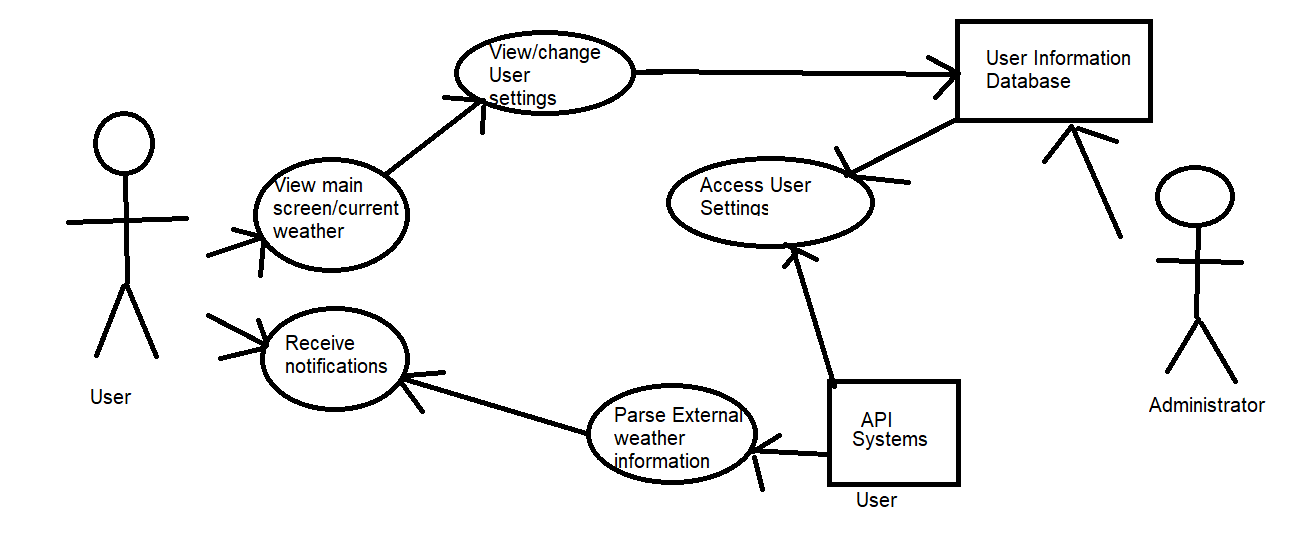 View/change
User
settings
User Information
Database
View main
screen/current
weather
Access User
Settings
Receive
notifications
User
Parse External
weather
information
API
Systems
User
Administrator